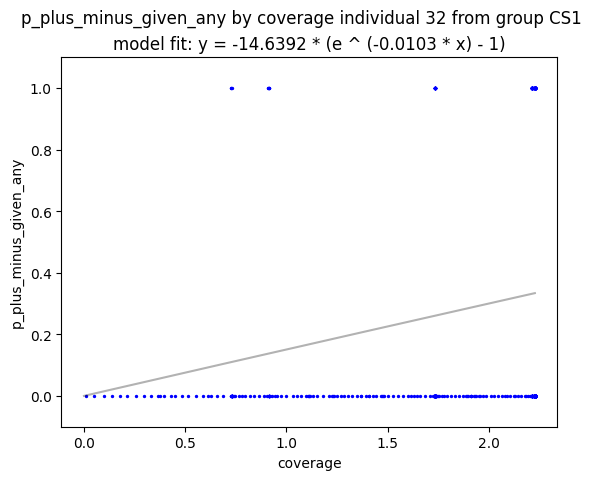 p_plus_minus_given_any by coverage individual 32 from group CS1
model fit: y = -14.6392 * (e ^ (-0.0103 * x) - 1)
p_plus_minus_given_any
1.0
0.8
0.6
0.4
0.2
0.0
0.0 0.5 1.0 1.5 2.0
coverage